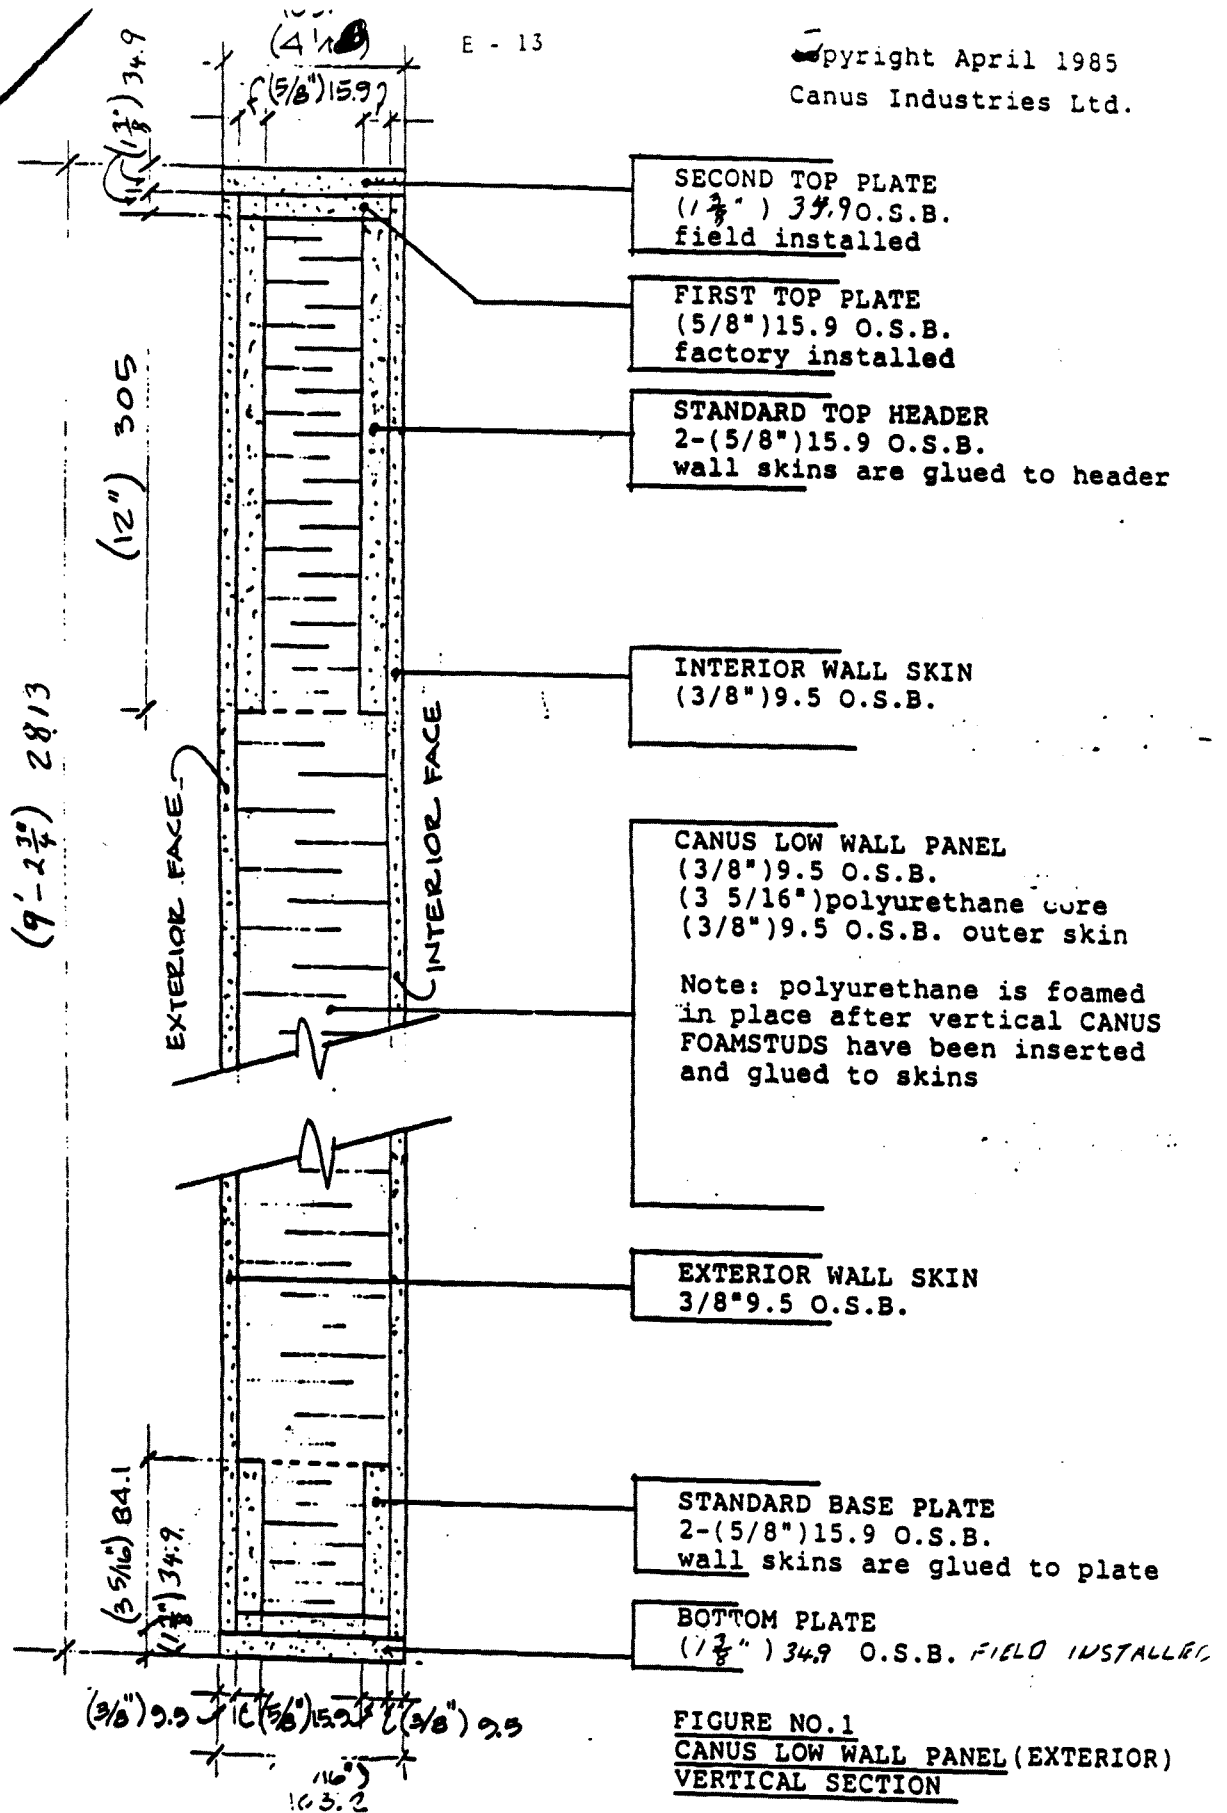 E - 13
pyright April 1985
Canus Industries Ltd.
(5/8")15.9
(1 3/8") 34.9
SECOND TOP PLATE
(1 3/8") 34.9 O.S.B.
field installed
FIRST TOP PLATE
(5/8")15.9 O.S.B.
factory installed
(12") 305
STANDARD TOP HEADER
2-(5/8")15.9 O.S.B.
wall skins are glued to header
INTERIOR WALL SKIN
(3/8")9.5 O.S.B.
(9'-2 3/4") 2813
EXTERIOR FACE
INTERIOR FACE
CANUS LOW WALL PANEL
(3/8")9.5 O.S.B.
(3 5/16")polyurethane core
(3/8")9.5 O.S.B. outer skin
Note: polyurethane is foamed
in place after vertical CANUS
FOAMSTUDS have been inserted
and glued to skins
EXTERIOR WALL SKIN
3/8"9.5 O.S.B.
(3 5/16") 84.1
(1 3/8") 34.9
STANDARD BASE PLATE
2-(5/8")15.9 O.S.B.
wall skins are glued to plate
BOTTOM PLATE
(1 3/8") 34.9 O.S.B. FIELD INSTALLED
(3/8") 9.5 (5/8")15.9 (3/8") 9.5
103.2
FIGURE NO.1
CANUS LOW WALL PANEL(EXTERIOR)
VERTICAL SECTION